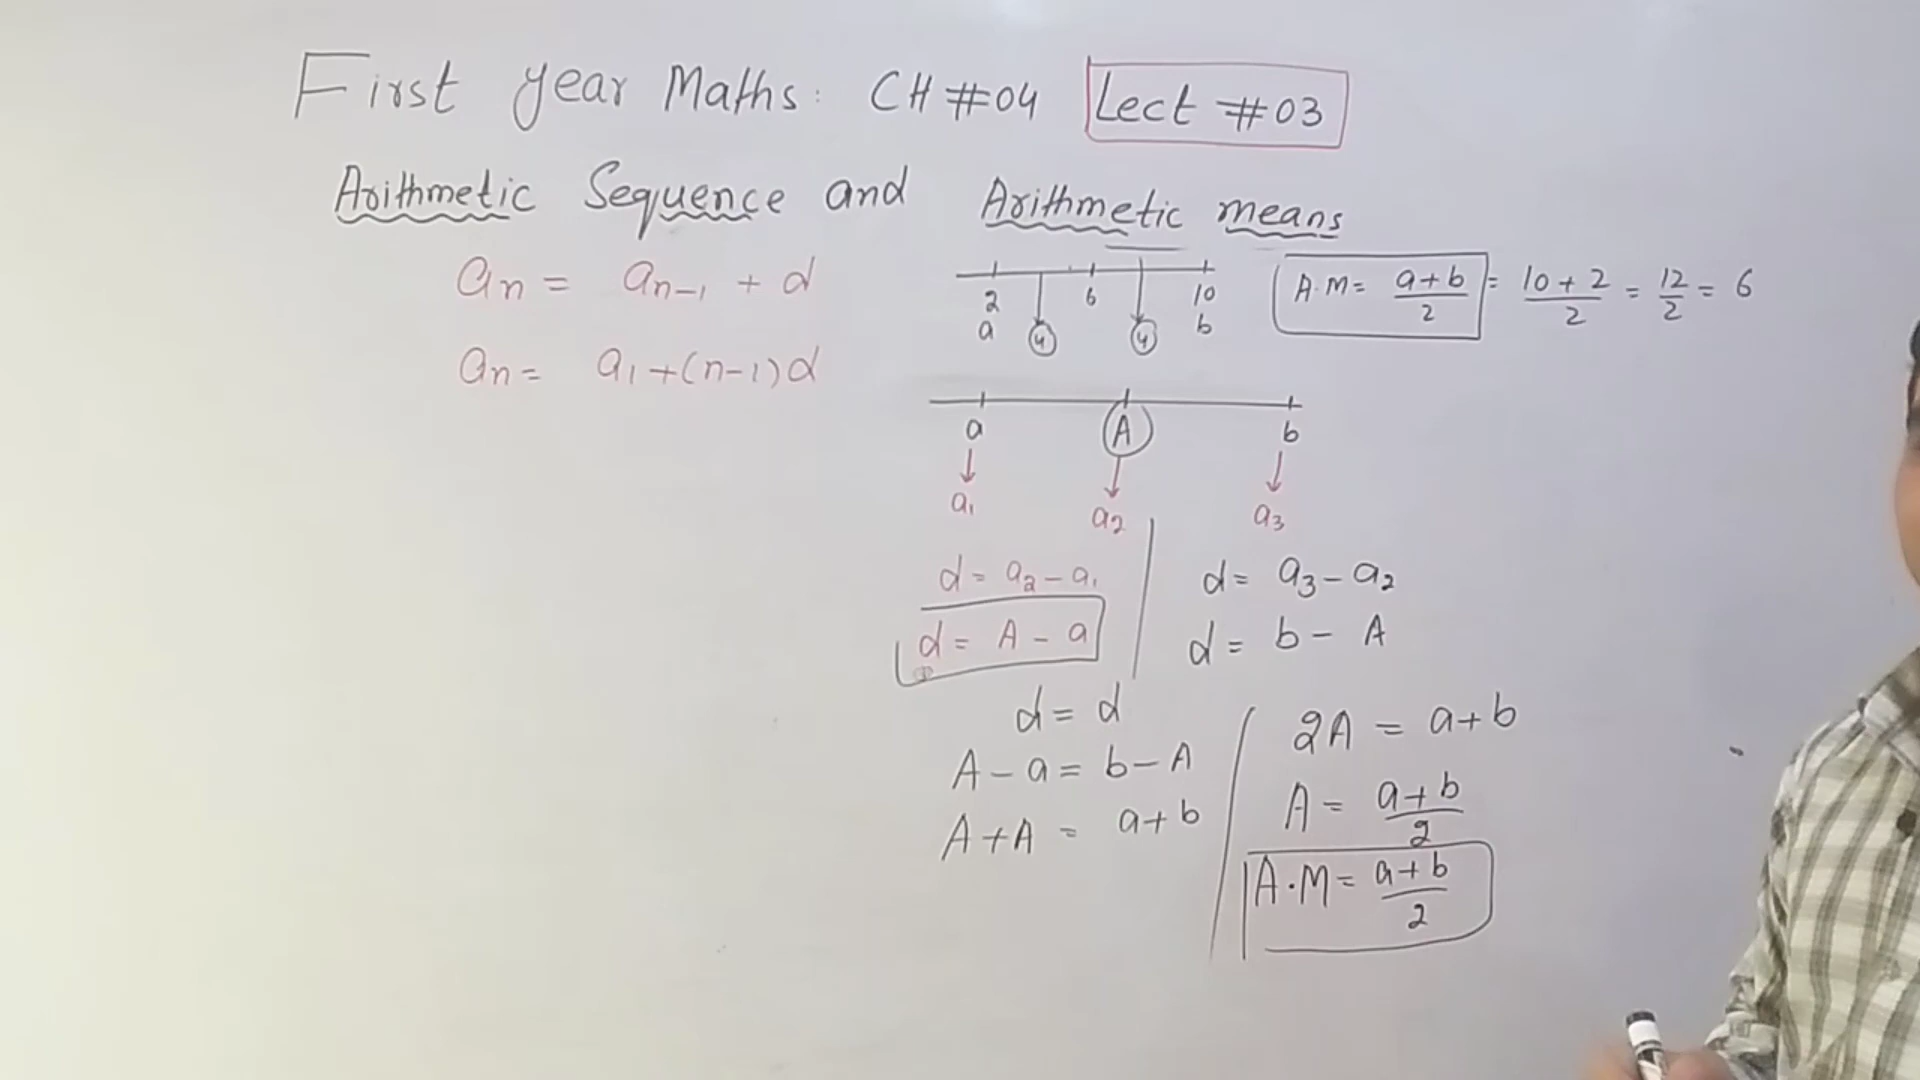 First year Maths: CH #04 Lect #03
Arithmetic Sequence and Arithmetic means
an = an-1 + d
an = a1 + (n-1)d
2 6 10
a 4 4 b
A.M = a+b/2 = 10+2/2 = 12/2 = 6
a A b
a1 a2 a3
d = a2 - a1
d = A - a
d = a3 - a2
d = b - A
d = d
A - a = b - A
A + A = a + b
2A = a + b
A = a+b/2
A.M = a+b/2